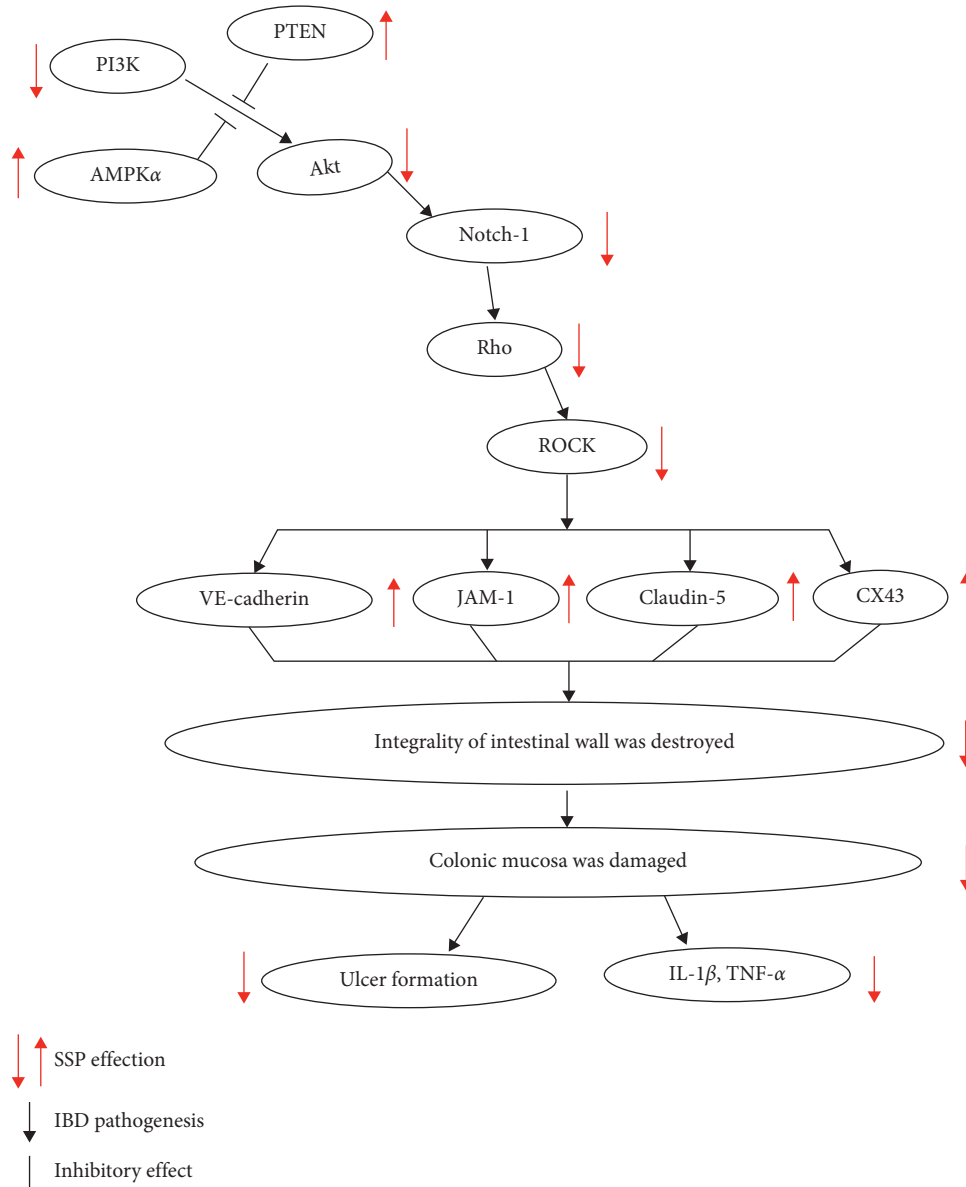 PTEN
PI3K
AMPKα
Akt
Notch-1
Rho
ROCK
VE-cadherin
JAM-1
Claudin-5
CX43
Integrality of intestinal wall was destroyed
Colonic mucosa was damaged
Ulcer formation
IL-1β, TNF-α
SSP effection
IBD pathogenesis
Inhibitory effect